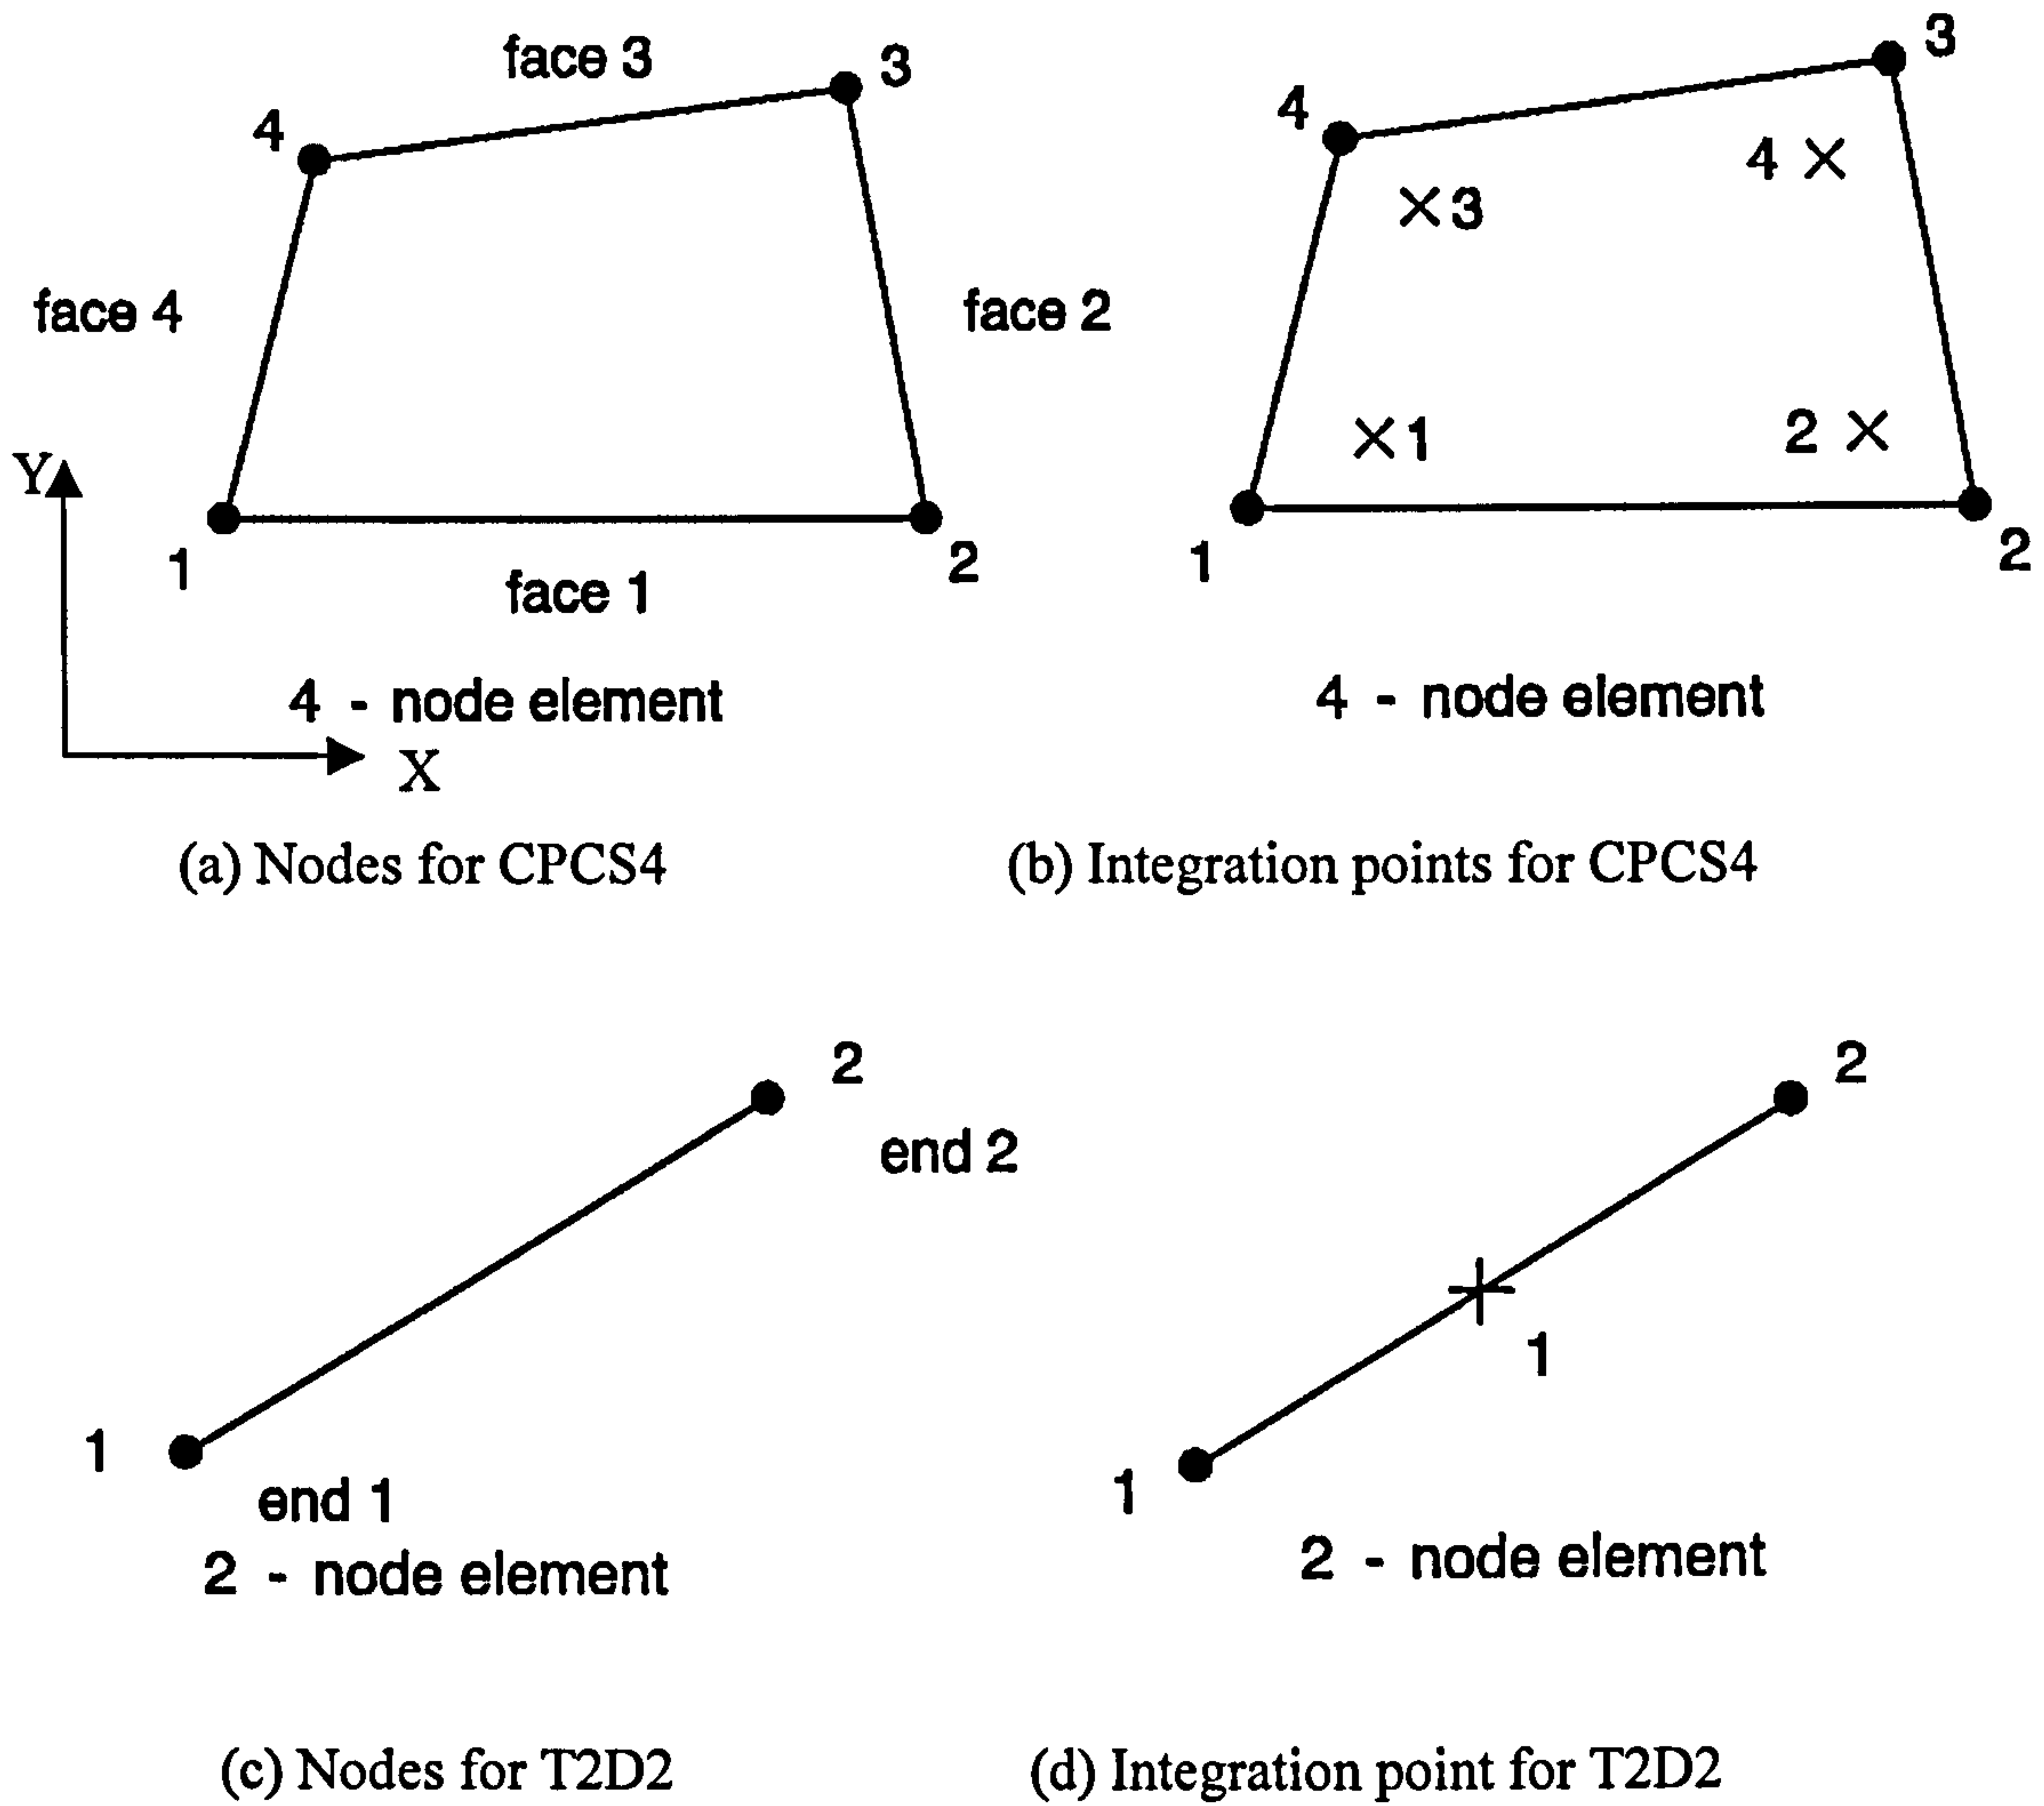 face 3
3
4
face 4
face 2
Y
1
2
face 1
4 - node element
X
(a) Nodes for CPCS4
3
4
4
3
1
2
1
2
4 - node element
(b) Integration points for CPCS4
2
end 2
1
end 1
2 - node element
(c) Nodes for T2D2
2
1
1
2 - node element
(d) Integration point for T2D2